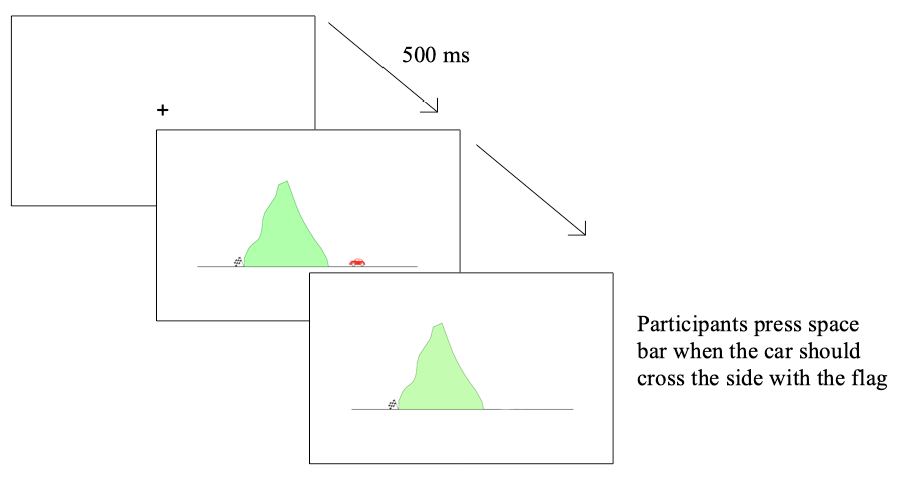 500 ms
+
Participants press space
bar when the car should
cross the side with the flag